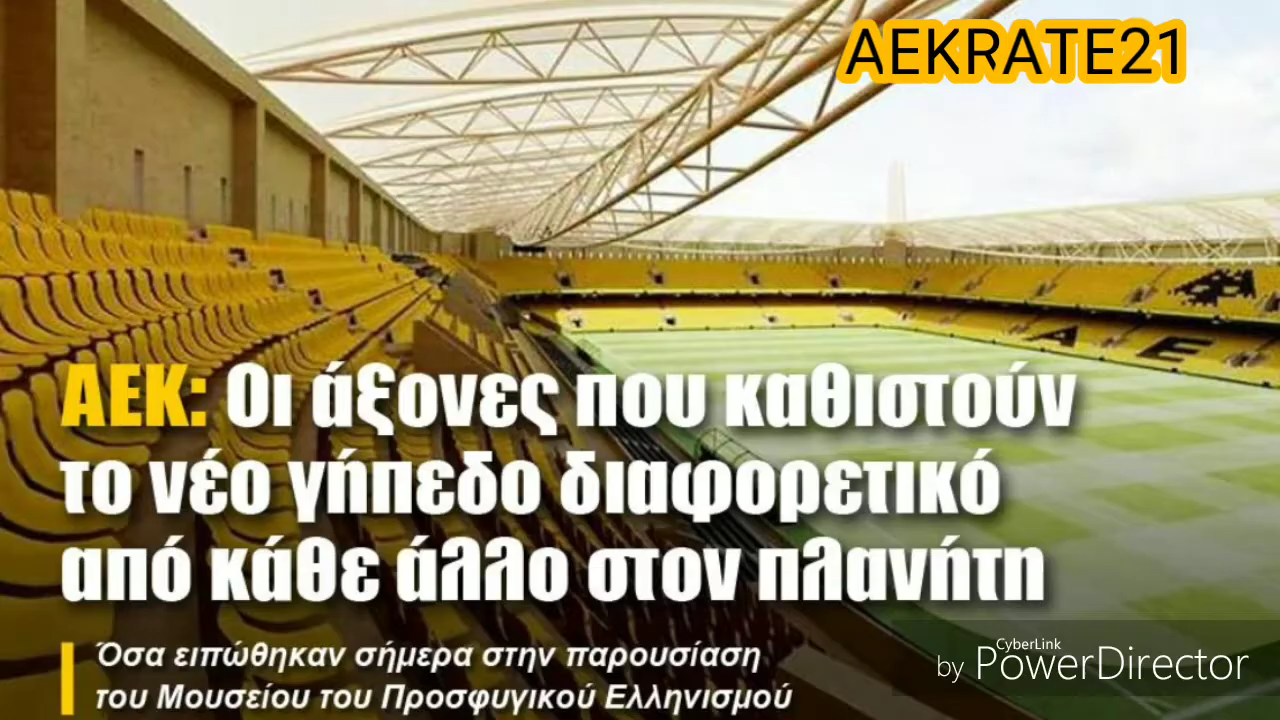 AEKRATE21
ΑΕΚ: Οι άξονες που καθιστούν
το νέο γήπεδο διαφορετικό
από κάθε άλλο στον πλανήτη
Όσα ειπώθηκαν σήμερα στην παρουσίαση
του Μουσείου του Προσφυγικού Ελληνισμού
A E
CyberLink
by PowerDirector